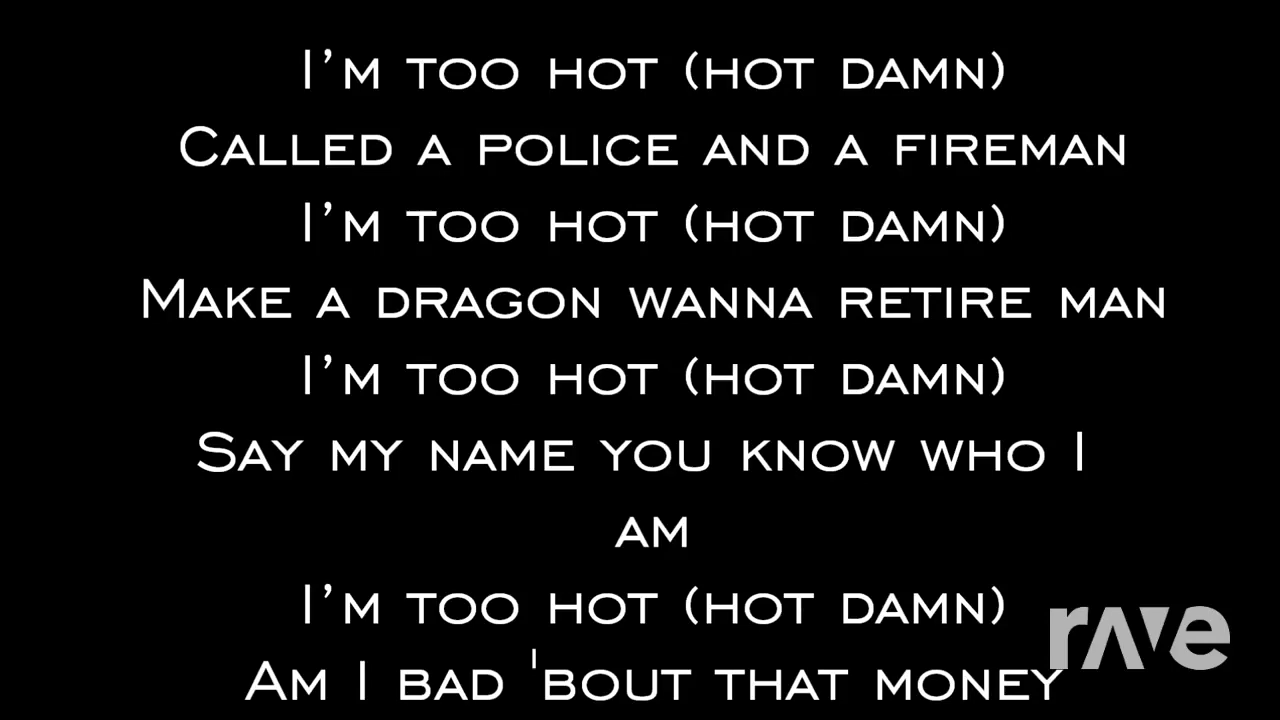 I'M TOO HOT (HOT DAMN)
CALLED A POLICE AND A FIREMAN
I'M TOO HOT (HOT DAMN)
MAKE A DRAGON WANNA RETIRE MAN
I'M TOO HOT (HOT DAMN)
SAY MY NAME YOU KNOW WHO I
AM
I'M TOO HOT (HOT DAMN)
AM I BAD 'BOUT THAT MONEY
rave